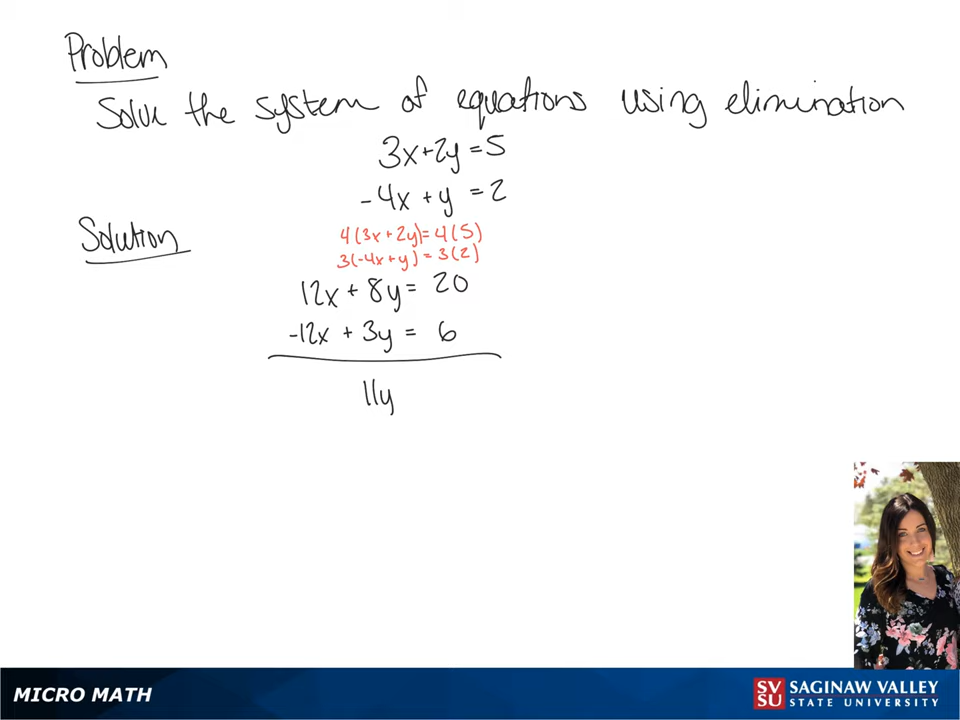 Problem
Solve the system of equations using elimination
3x+2y=5
-4x+y=2
Solution
4(3x+2y)=4(5)
3(-4x+y)=3(2)
12x+8y=20
-12x+3y=6
11y
MICRO MATH
SV
SU
SAGINAW VALLEY
STATE UNIVERSITY